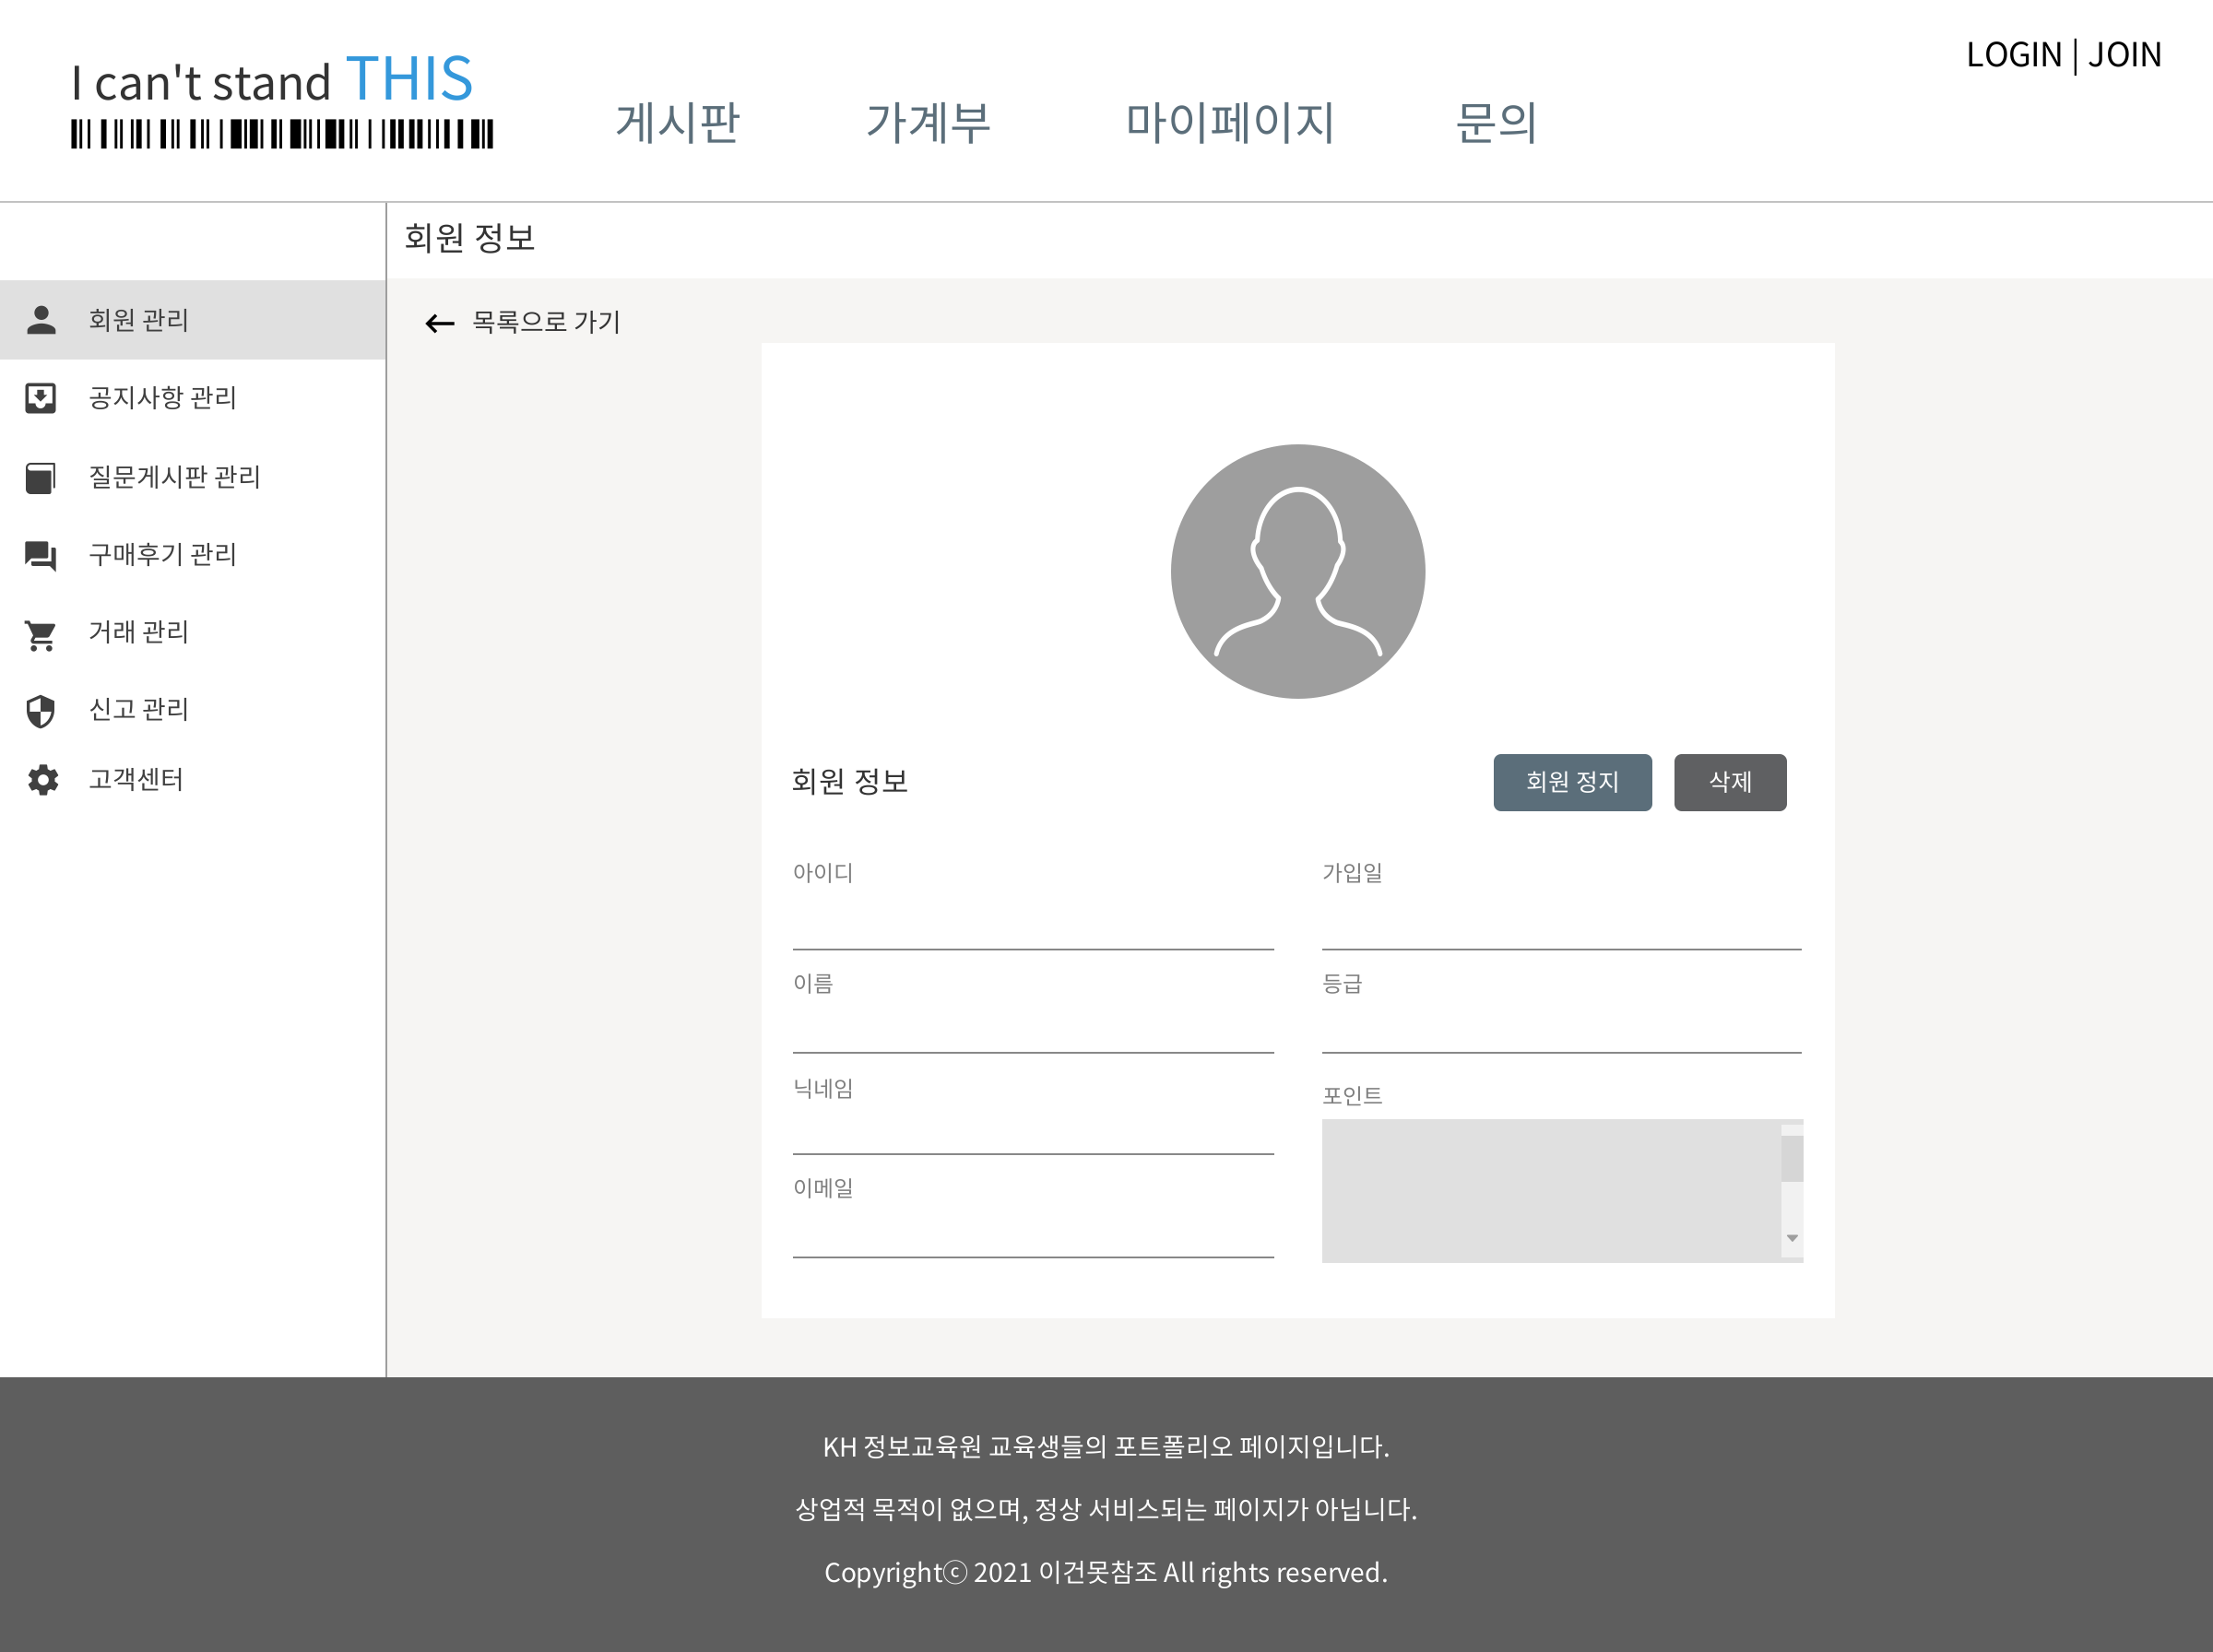 LOGIN | JOIN
I can't stand THIS
게시판 가계부 마이페이지 문의
회원 정보
회원 관리
목록으로 가기
공지사항 관리
질문게시판 관리
구매후기 관리
거래 관리
신고 관리
고객센터
회원 정보
회원 정지 삭제
아이디 가입일
이름 등급
닉네임 포인트
이메일
KH 정보교육원 교육생들의 포트폴리오 페이지입니다.
상업적 목적이 없으며, 정상 서비스되는 페이지가 아닙니다.
Copyrightⓒ 2021 이걸못참조 All rights reserved.